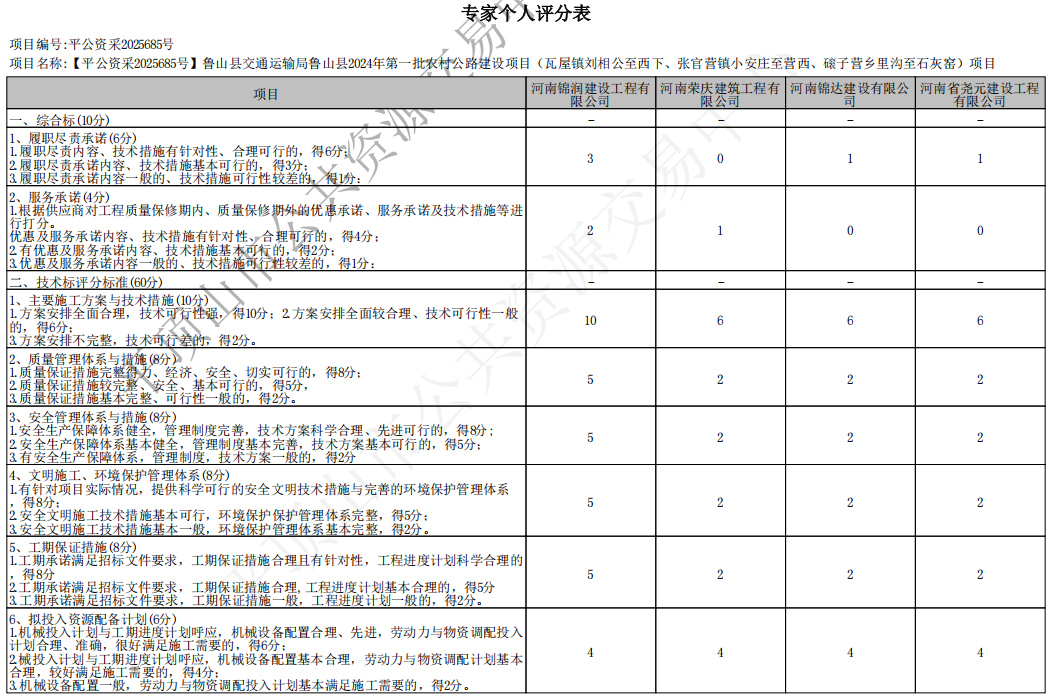 专家个人评分表
项目编号:平公资采2025685号
项目名称:【平公资采2025685号】鲁山县交通运输局鲁山县2024年第一批农村公路建设项目（瓦屋镇刘相公至西下、张官营镇小安庄至营西、磙子营乡里沟至石灰窑）项目
项目 河南锦润建设工程有限公司 河南荣庆建筑工程有限公司 河南锦达建设有限公司 河南省尧元建设工程有限公司
一、综合标(10分) － － － －
1、履职尽责承诺(6分)
1.履职尽责内容、技术措施有针对性、合理可行的，得6分；
2.履职尽责承诺内容、技术措施基本可行的，得3分；
3.履职尽责承诺内容一般的、技术措施可行性较差的，得1分：
3 0 1 1
2、服务承诺(4分)
1.根据供应商对工程质量保修期内、质量保修期外的优惠承诺、服务承诺及技术措施等进
行打分。
优惠及服务承诺内容、技术措施有针对性、合理可行的，得4分；
2.有优惠及服务承诺内容、技术措施基本可行的，得2分；
3.优惠及服务承诺内容一般的、技术措施可行性较差的，得1分：
2 1 0 0
二、技术标评分标准(60分) － － － －
1、主要施工方案与技术措施(10分)
1.方案安排全面合理，技术可行性强，得10分；2.方案安排全面较合理、技术可行性一般
的，得6分；
3.方案安排不完整，技术可行差的，得2分。
10 6 6 6
2、质量管理体系与措施(8分)
1.质量保证措施完整得力、经济、安全、切实可行的，得8分；
2.质量保证措施较完整、安全、基本可行的，得5分，
3.质量保证措施基本完整、可行性一般的，得2分。
5 2 2 2
3、安全管理体系与措施(8分)
1.安全生产保障体系健全，管理制度完善，技术方案科学合理、先进可行的，得8分；
2.安全生产保障体系基本健全，管理制度基本完善，技术方案基本可行的，得5分；
3.有安全生产保障体系，管理制度，技术方案一般的，得2分
5 2 2 2
4、文明施工、环境保护管理体系(8分)
1.有针对项目实际情况，提供科学可行的安全文明技术措施与完善的环境保护管理体系
，得8分；
2.安全文明施工技术措施基本可行，环境保护保护管理体系完整，得5分；
3.安全文明施工技术措施基本一般，环境保护管理体系基本完整，得2分。
5 2 2 2
5、工期保证措施(8分)
1.工期承诺满足招标文件要求，工期保证措施合理且有针对性，工程进度计划科学合理的
，得8分
2.工期承诺满足招标文件要求，工期保证措施合理,工程进度计划基本合理的，得5分
3.工期承诺满足招标文件要求，工期保证措施一般，工程进度计划一般的，得2分。
5 2 2 2
6、拟投入资源配备计划(6分)
1.机械投入计划与工期进度计划呼应，机械设备配置合理、先进，劳动力与物资调配投入
计划合理、准确，很好满足施工需要的，得6分；
2.械投入计划与工期进度计划呼应，机械设备配置基本合理，劳动力与物资调配计划基本
合理，较好满足施工需要的，得4分；
3.机械设备配置一般，劳动力与物资调配投入计划基本满足施工需要的，得2分。
4 4 4 4
平顶山市公共资源交易中
顶山市公共资源交易中